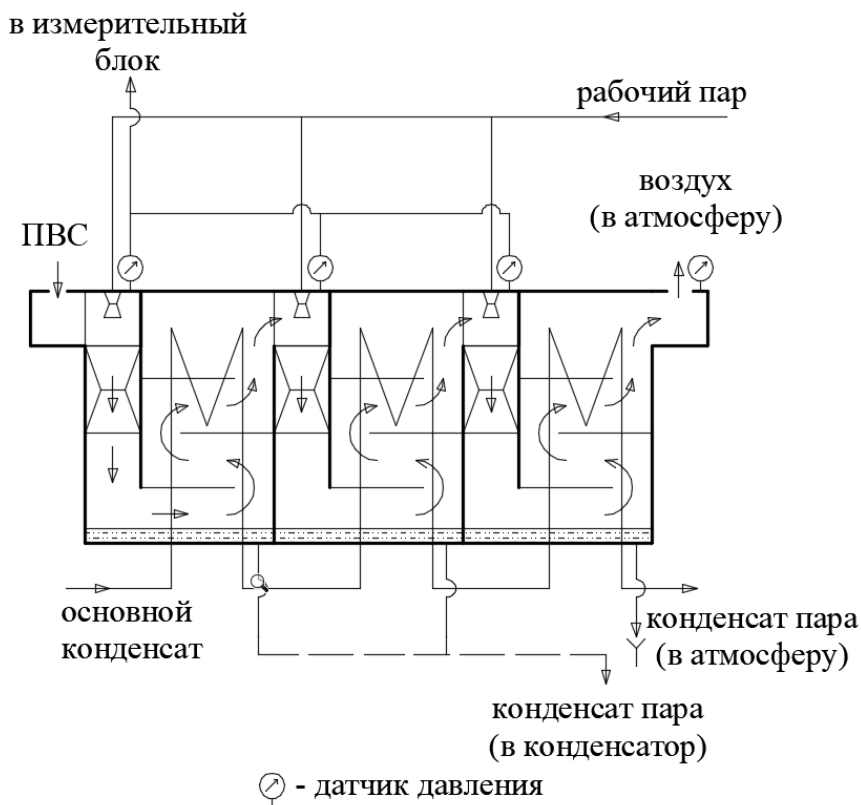 в измерительный
блок
рабочий пар
воздух
(в атмосферу)
ПВС
основной
конденсат
конденсат пара
(в атмосферу)
конденсат пара
(в конденсатор)
- датчик давления